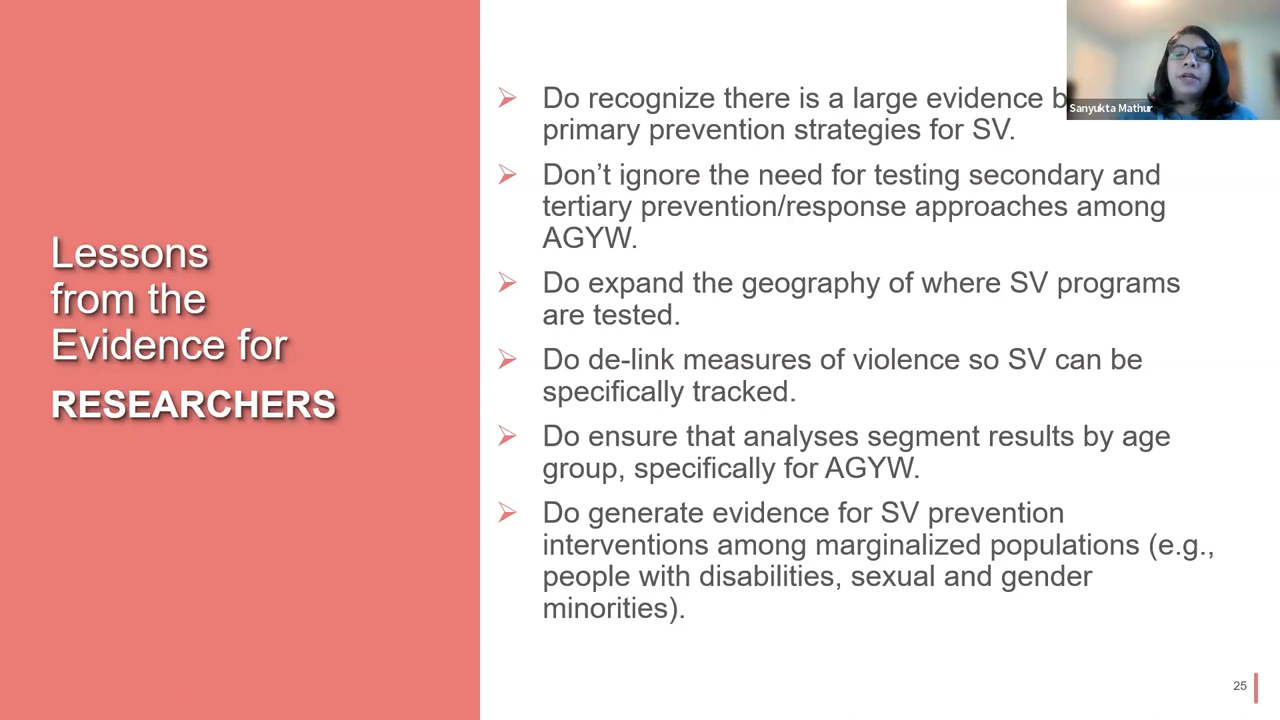 Lessons
from the
Evidence for
RESEARCHERS
➢ Do recognize there is a large evidence
primary prevention strategies for SV.
➢ Don’t ignore the need for testing secondary and
tertiary prevention/response approaches among
AGYW.
➢ Do expand the geography of where SV programs
are tested.
➢ Do de-link measures of violence so SV can be
specifically tracked.
➢ Do ensure that analyses segment results by age
group, specifically for AGYW.
➢ Do generate evidence for SV prevention
interventions among marginalized populations (e.g.,
people with disabilities, sexual and gender
minorities).
Sanyukta Mathur
25